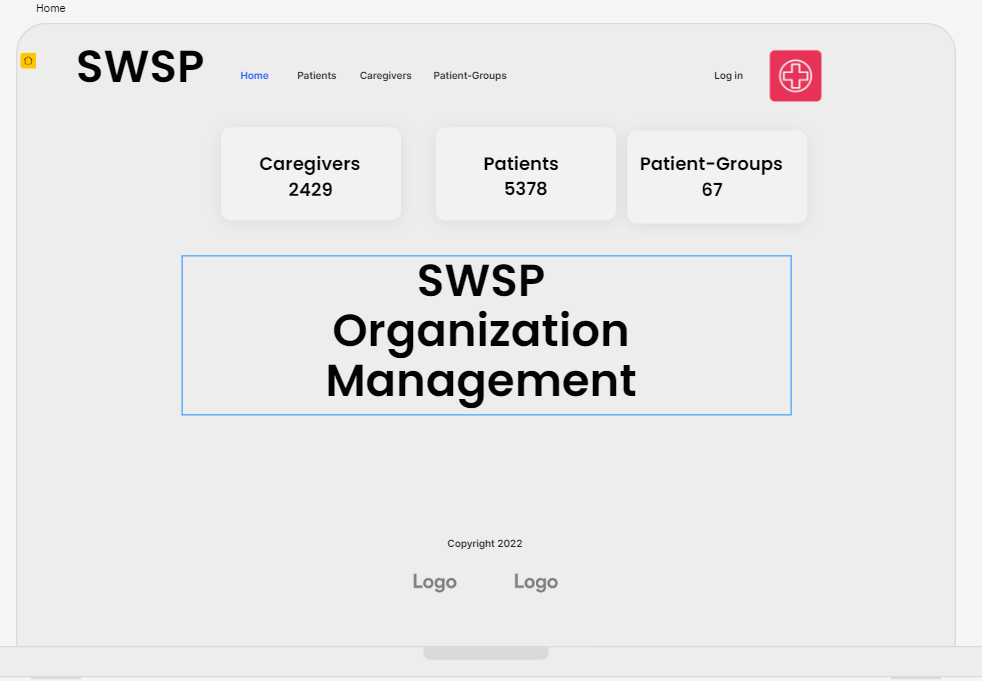 Home
SWSP
Home Patients Caregivers Patient-Groups Log in
Caregivers
2429
Patients
5378
Patient-Groups
67
SWSP
Organization
Management
Copyright 2022
Logo Logo